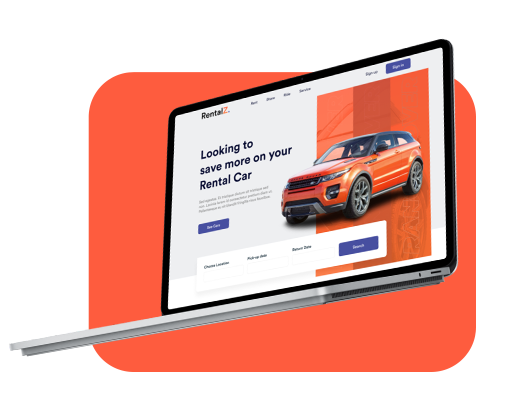 RentalZ.
Rent
Share
Ride
Service
Sign up
Sign in
Looking to
save more on your
Rental Car
See Cars
Choose Location
Pick-up date
Return Date
Search